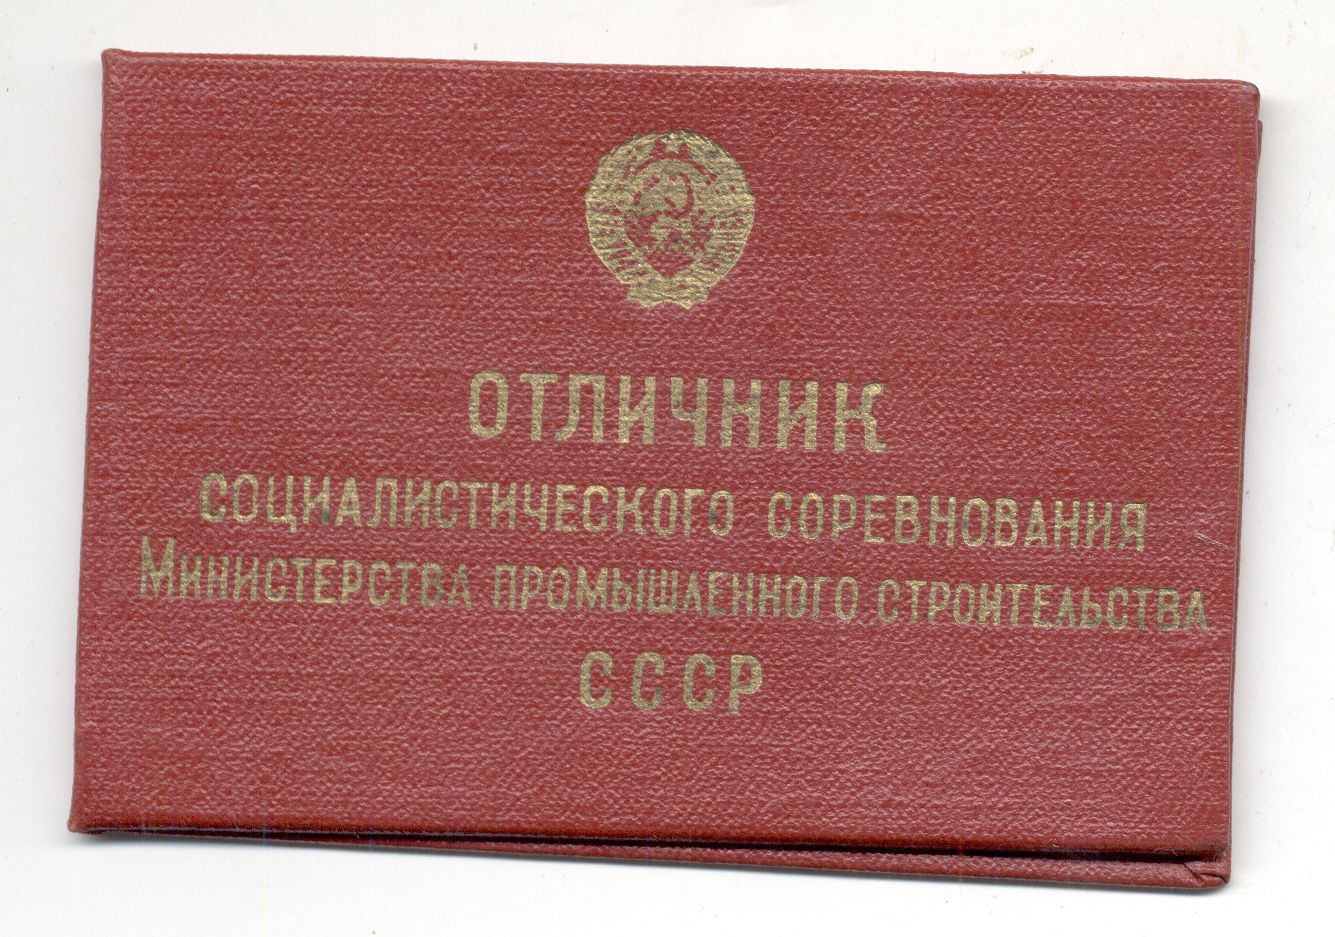 ОТЛИЧНИК
СОЦИАЛИСТИЧЕСКОГО СОРЕВНОВАНИЯ
МИНИСТЕРСТВА ПРОМЫШЛЕННОГО СТРОИТЕЛЬСТВА
СССР